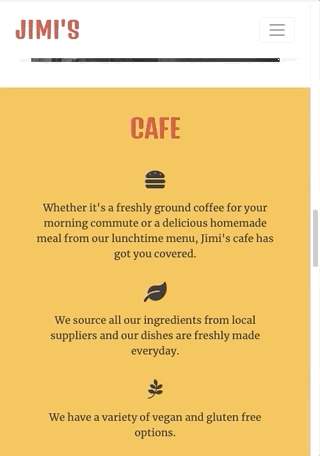 JIMI'S
CAFE
Whether it's a freshly ground coffee for your
morning commute or a delicious homemade
meal from our lunchtime menu, Jimi's cafe has
got you covered.
We source all our ingredients from local
suppliers and our dishes are freshly made
everyday.
We have a variety of vegan and gluten free
options.